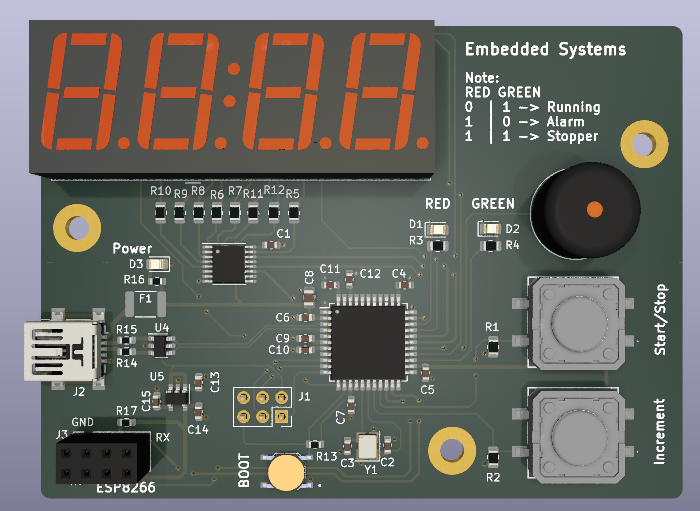 Embedded Systems
Note:
RED GREEN
0 | 1 -> Running
1 | 0 -> Alarm
1 | 1 -> Stopper
R10 R9 R8 R6 R7 R11 R12 R5
RED GREEN
D1 D2
R3 R4
C1
Power
D3
R16
F1
C8 C11 C12 C4
C6
Start/Stop
R15
U4
R14
C9
C10
R1
J2
U5
C13
C15
C14
J1
C7
C5
R17
GND
J3
RX
ESP8266
BOOT
R13
C3
Y1
C2
R2
Increment